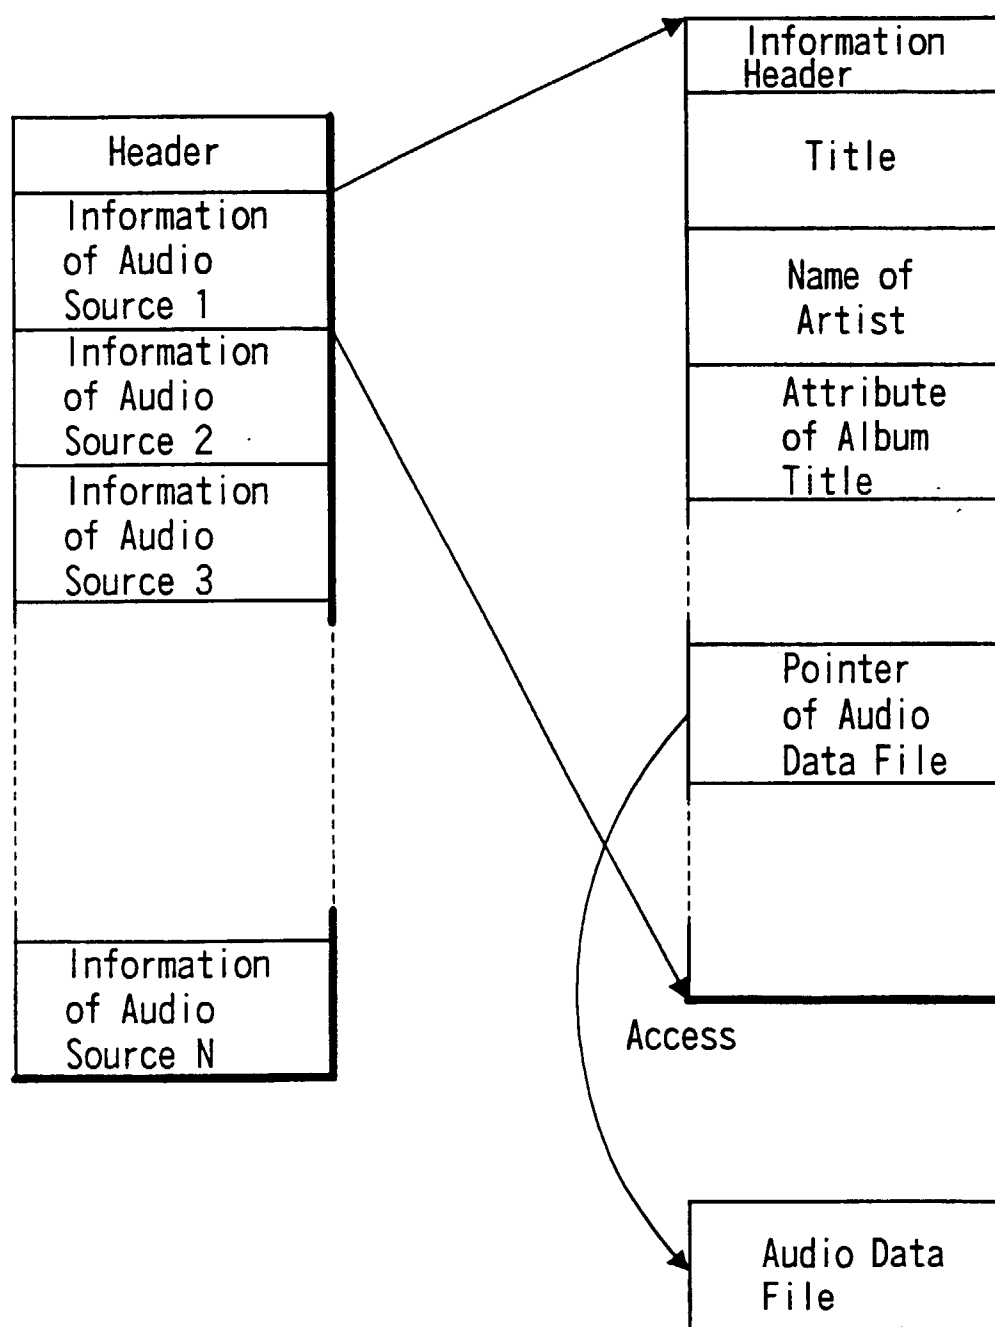 Header
Information
of Audio
Source 1
Information
of Audio
Source 2
Information
of Audio
Source 3
Information
of Audio
Source N
Information
Header
Title
Name of
Artist
Attribute
of Album
Title
Pointer
of Audio
Data File
Access
Audio Data
File